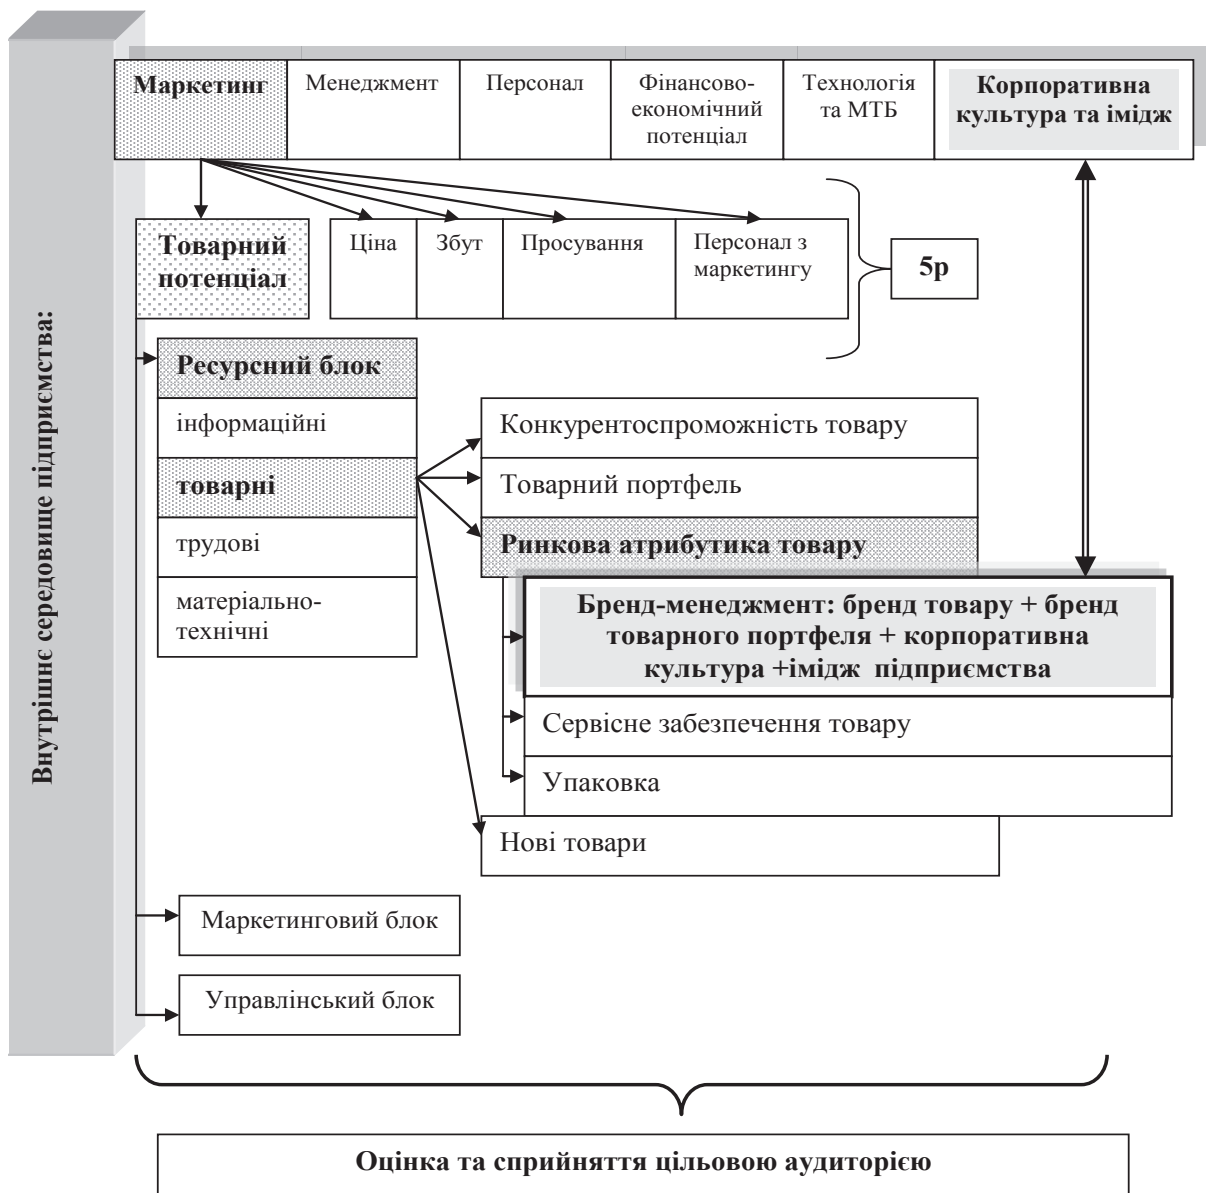 Внутрішнє середовище підприємства:
Маркетинг
Менеджмент
Персонал
Фінансово-
економічний
потенціал
Технологія
та МТБ
Корпоративна
культура та імідж
Товарний
потенціал
Ціна
Збут
Просування
Персонал з
маркетингу
5р
Ресурсний блок
інформаційні
товарні
трудові
матеріально-
технічні
Конкурентоспроможність товару
Товарний портфель
Ринкова атрибутика товару
Бренд-менеджмент: бренд товару + бренд
товарного портфеля + корпоративна
культура +імідж підприємства
Сервісне забезпечення товару
Упаковка
Нові товари
Маркетинговий блок
Управлінський блок
Оцінка та сприйняття цільовою аудиторією